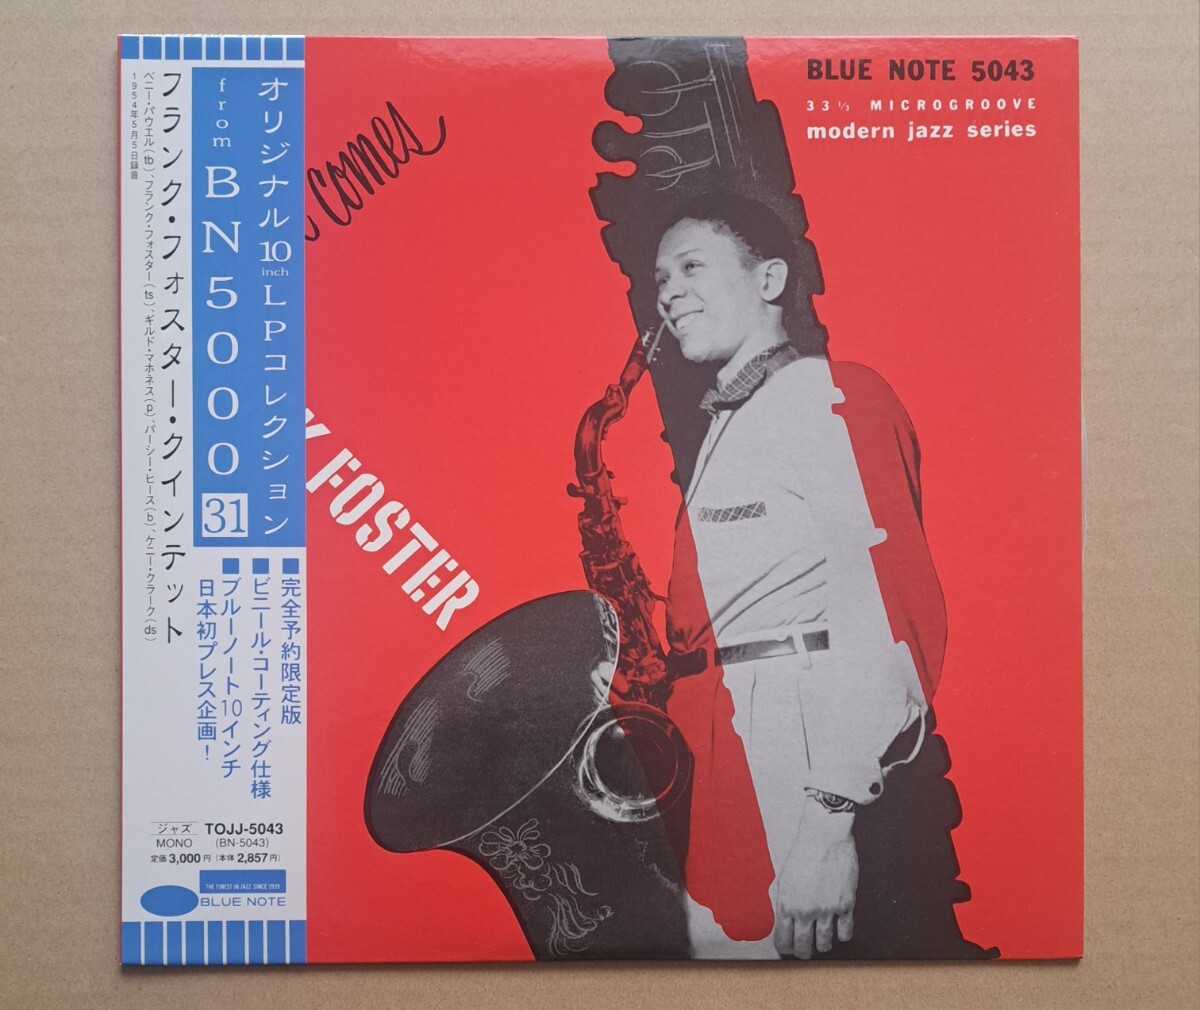 オリジナル10inchLPコレクション
from BN5000 31
フランク・フォスター・クインテット
ベニー・パウエル(tb)、フランク・フォスター(ts)、ギルド・マホネス(p)、パーシー・ヒース(b)、ケニー・クラーク(ds)
1954年5月5日録音
■完全予約限定版
■ビニール・コーティング仕様
■ブルーノート10インチ
日本初プレス企画!
ジャズ TOJJ-5043
MONO (BN-5043)
定価3,000円 (本体2,857円)
THE FINEST IN JAZZ SINCE 1939
BLUE NOTE
comes
FOSTER
BLUE NOTE 5043
33 1/3 MICROGROOVE
modern jazz series